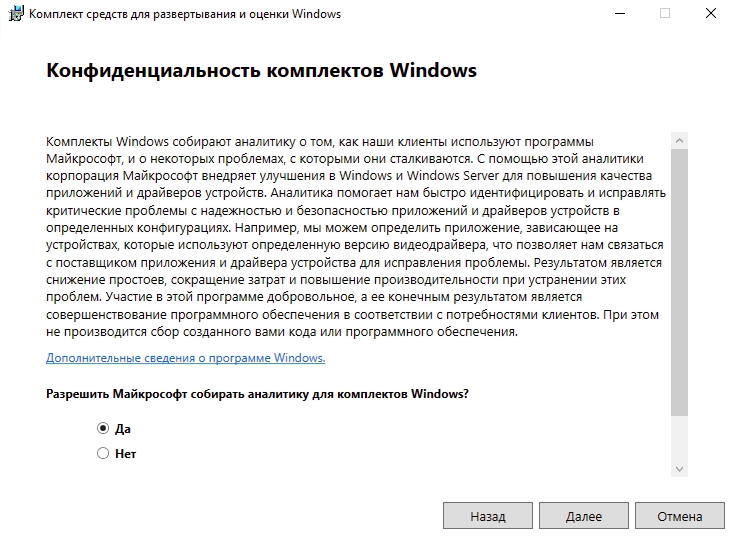 Комплект средств для развертывания и оценки Windows
Конфиденциальность комплектов Windows
Комплекты Windows собирают аналитику о том, как наши клиенты используют программы
Майкрософт, и о некоторых проблемах, с которыми они сталкиваются. С помощью этой аналитики
корпорация Майкрософт внедряет улучшения в Windows и Windows Server для повышения качества
приложений и драйверов устройств. Аналитика помогает нам быстро идентифицировать и исправлять
критические проблемы с надежностью и безопасностью приложений и драйверов устройств в
определенных конфигурациях. Например, мы можем определить приложение, зависающее на
устройствах, которые используют определенную версию видеодрайвера, что позволяет нам связаться
с поставщиком приложения и драйвера устройства для исправления проблемы. Результатом является
снижение простоев, сокращение затрат и повышение производительности при устранении этих
проблем. Участие в этой программе добровольное, а ее конечным результатом является
совершенствование программного обеспечения в соответствии с потребностями клиентов. При этом
не производится сбор созданного вами кода или программного обеспечения.
Дополнительные сведения о программе Windows.
Разрешить Майкрософт собирать аналитику для комплектов Windows?
Да
Нет
Назад Далее Отмена